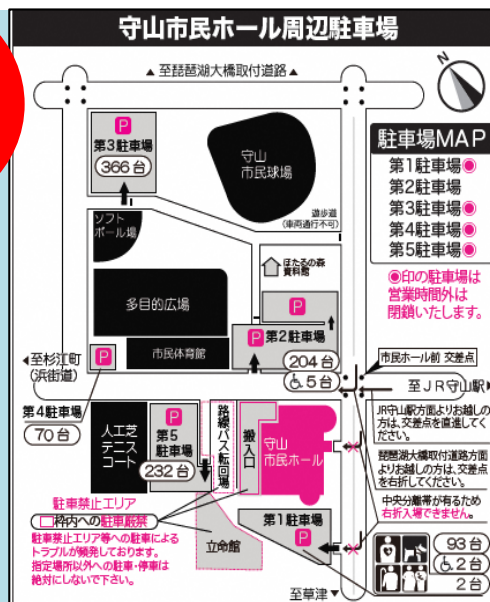 守山市民ホール周辺駐車場
▲ 至琵琶湖大橋取付道路 ▲
N
P
第3駐車場
366台
守山
市民球場
駐車場MAP
第1駐車場◉
第2駐車場
第3駐車場◉
第4駐車場◉
第5駐車場◉
◉印の駐車場は
営業時間外は
閉鎖いたします。
遊歩道
(車両通行不可)
ソフト
ボール場
ほたるの森
資料館
多目的広場
P
P 第2駐車場
204台
5台
市民体育館
P
◀至杉江町
(浜街道)
市民ホール前 交差点
至JR守山駅▶
第4駐車場
70台
人工芝
テニス
コート
P
第5
駐車場
232台
路線バス転回場
搬入口
守山
市民ホール
JR守山駅方面よりお越しの
方は、交差点を直進してく
ださい。
琵琶湖大橋取付道路方面
よりお越しの方は、交差点
を右折してください。
中央分離帯が有るため
右折入場できません。
駐車禁止エリア
枠内への駐車厳禁
駐車禁止エリア等への駐車による
トラブルが頻発しております。
指定場所以外への駐車・停車は
絶対にしないで下さい。
立命館
第1駐車場
P
93台
2台
2台
至草津▼